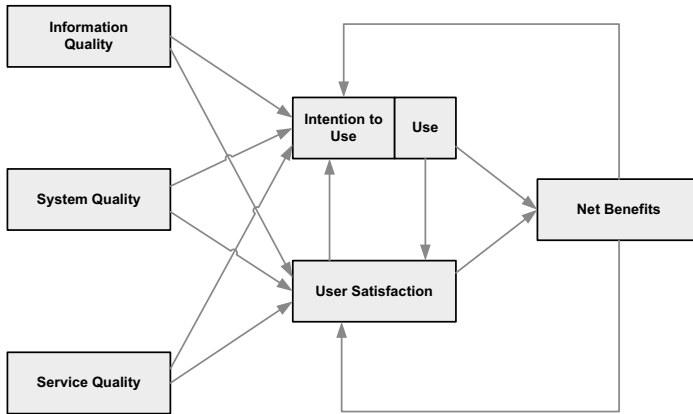 Information
Quality
Intention to
Use
Use
System Quality
Net Benefits
User Satisfaction
Service Quality